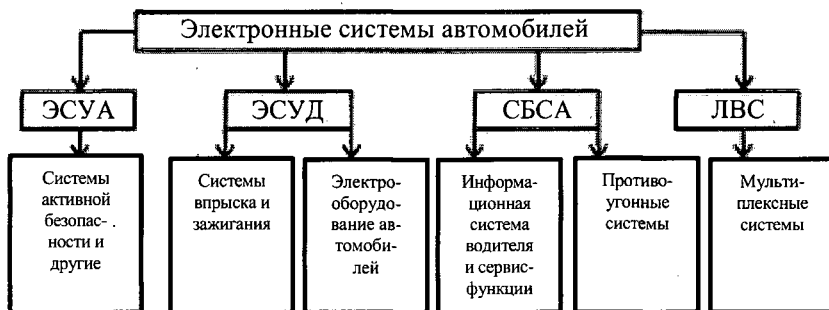 Электронные системы автомобилей
ЭСУА
ЭСУД
СБСА
ЛВС
Системы
активной
безопас-
ности и
другие
Системы
впрыска и
зажигания
Электро-
оборудо-
вание ав-
томоби-
лей
Информа-
ционная
система
водителя
и сервис-
функции
Противо-
угонные
системы
Мульти-
плексные
системы